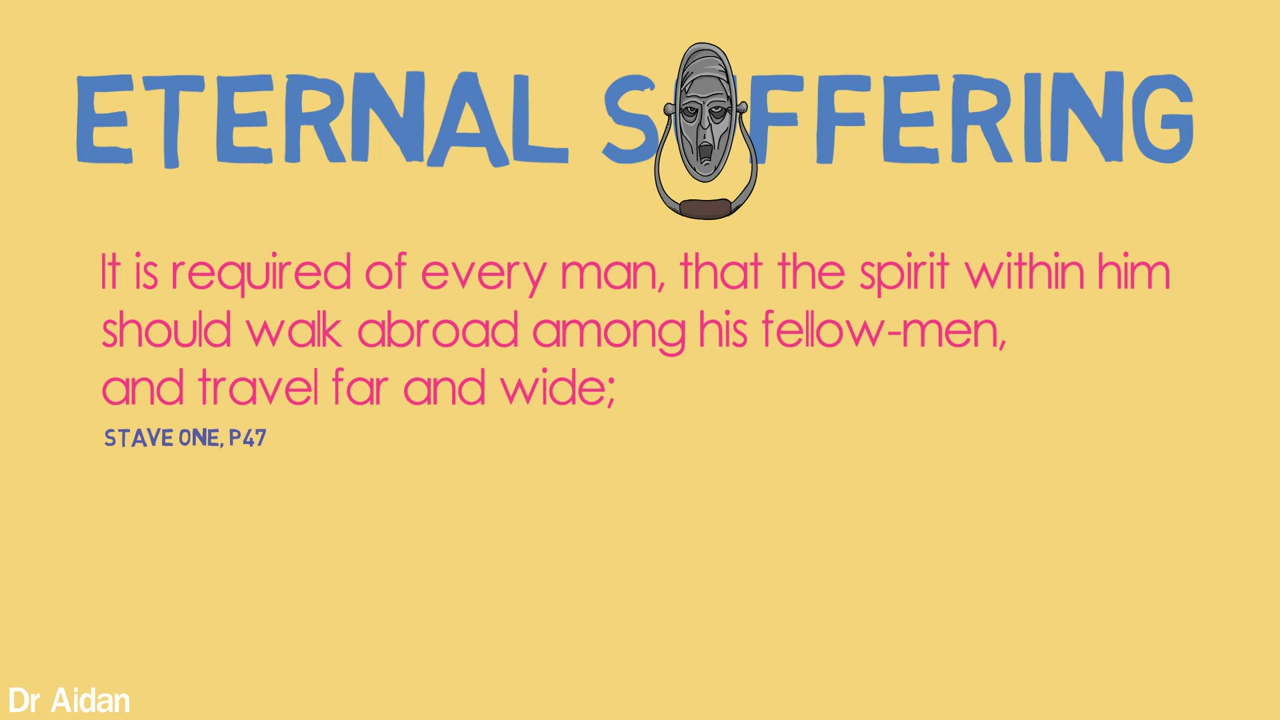 ETERNAL SUFFERING
It is required of every man, that the spirit within him
should walk abroad among his fellow-men,
and travel far and wide;
STAVE ONE, P47
Dr Aidan